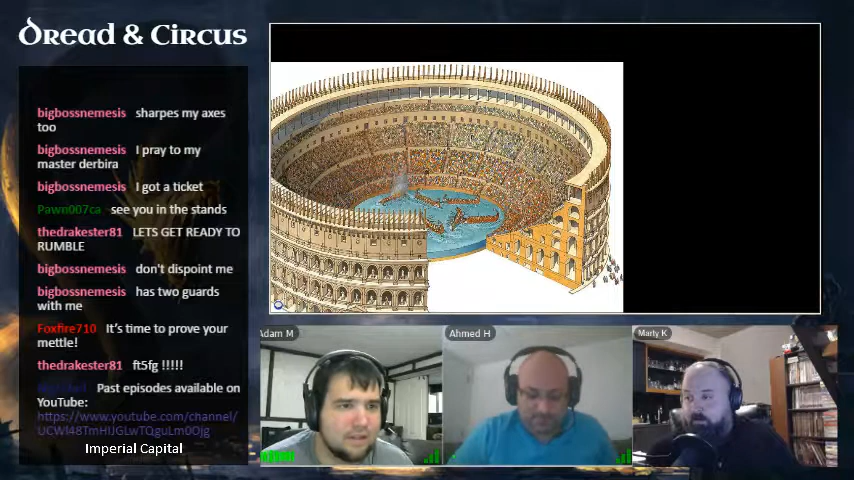 Dread & Circus
bigbossnemesis sharpes my axes
too
bigbossnemesis I pray to my
master derbira
bigbossnemesis I got a ticket
Pawn007ca see you in the stands
thedrakester81 LETS GET READY TO
RUMBLE
bigbossnemesis don't dispoint me
bigbossnemesis has two guards
with me
Foxfire710 It's time to prove your
mettle!
thedrakester81 ft5fg !!!!!
Past episodes available on
YouTube:
https://www.youtube.com/channel/
Imperial Capital
Adam M
Ahmed H
Marty K